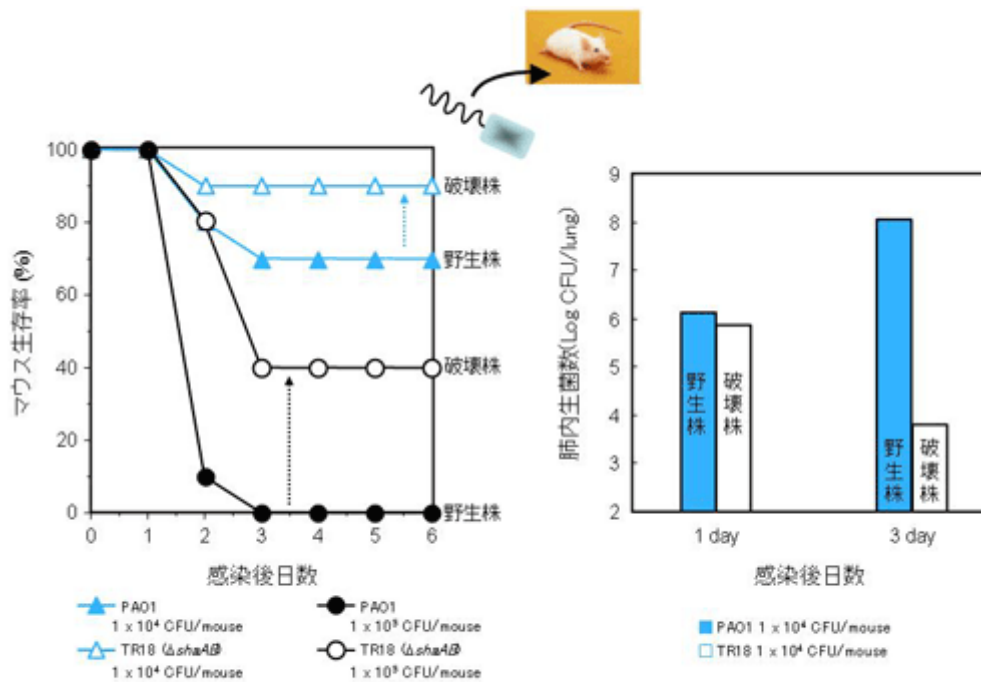 100
80
60
40
20
0
マウス生存率 (%)
破壊株
野生株
破壊株
野生株
0 1 2 3 4 5 6
感染後日数
PAO1
1 x 10⁴ CFU/mouse
TR18 (ΔshaAB)
1 x 10⁴ CFU/mouse
PAO1
1 x 10⁵ CFU/mouse
TR18 (ΔshaAB)
1 x 10⁵ CFU/mouse
9
8
7
6
5
4
3
2
肺内生菌数(Log CFU/lung)
野生株
破壊株
野生株
破壊株
1 day 3 day
感染後日数
PAO1 1 x 10⁴ CFU/mouse
TR18 1 x 10⁴ CFU/mouse